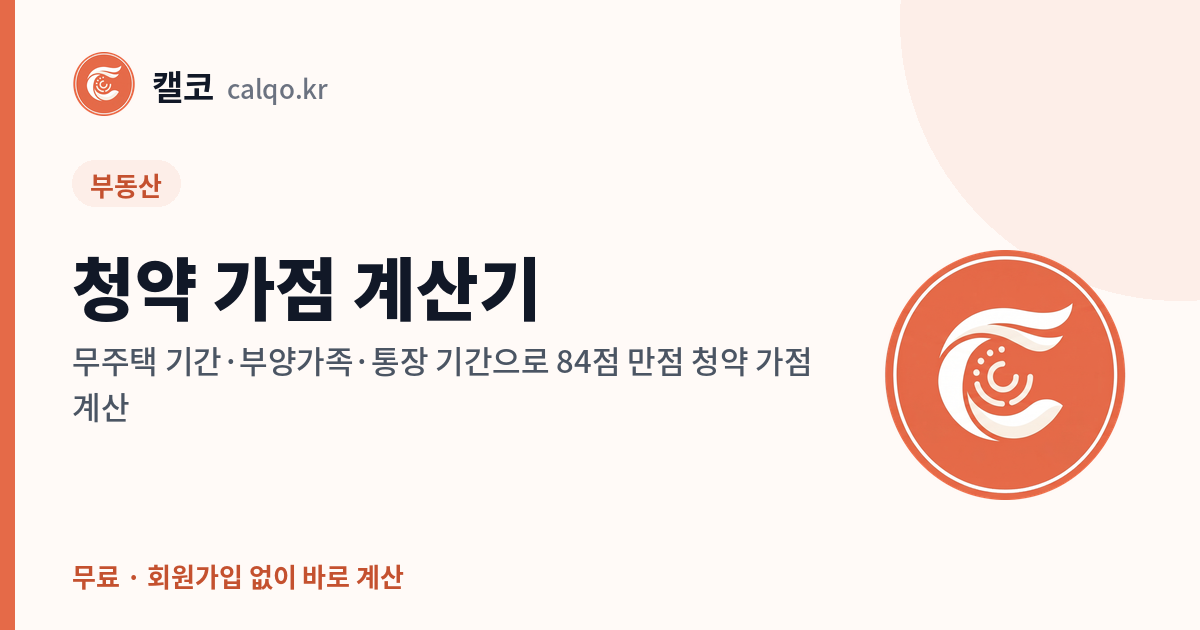 캘코 calqo.kr
부동산
청약 가점 계산기
무주택 기간·부양가족·통장 기간으로 84점 만점 청약 가점
계산
무료 · 회원가입 없이 바로 계산